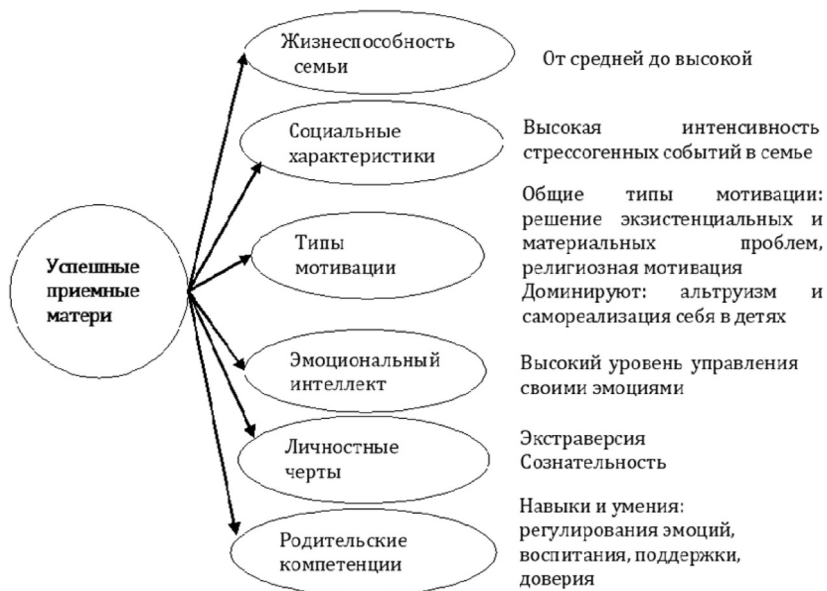 Жизнеспособность
семьи
От средней до высокой
Социальные
характеристики
Высокая интенсивность
стрессогенных событий в семье
Успешные
приемные
матери
Типы
мотивации
Общие типы мотивации:
решение экзистенциальных и
материальных проблем,
религиозная мотивация
Доминируют: альтруизм и
самореализация себя в детях
Эмоциональный
интеллект
Высокий уровень управления
своими эмоциями
Личностные
черты
Экстраверсия
Сознательность
Родительские
компетенции
Навыки и умения:
регулирования эмоций,
воспитания, поддержки,
доверия